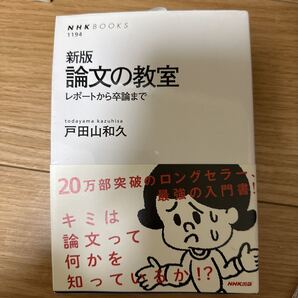 NHK BOOKS
1194
新版
論文の教室
レポートから卒論まで
todayama kazuhisa
戸田山和久
20万部突破のロングセラー、
最強の入門書!
キミは
論文って
何かを
知っているか!?
NHK出版